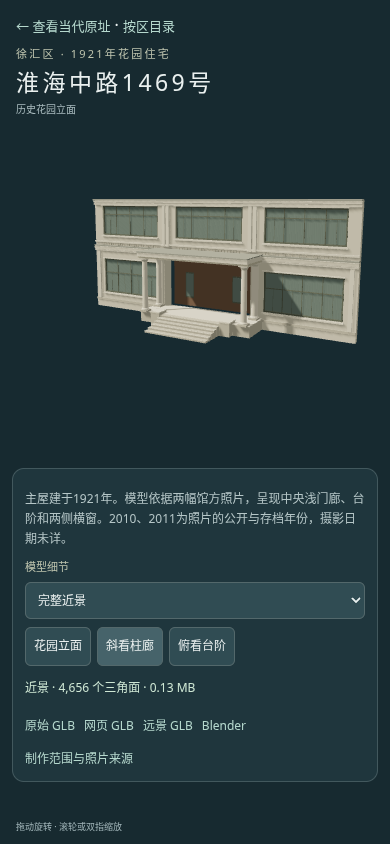 ← 查看当代原址 · 按区目录
徐汇区 · 1921年花园住宅
淮海中路1469号
历史花园立面
主屋建于1921年。模型依据两幅馆方照片，呈现中央浅门廊、台
阶和两侧横窗。2010、2011为照片的公开与存档年份，摄影日
期未详。
模型细节
完整近景
花园立面 斜看柱廊 俯看台阶
近景 · 4,656 个三角面 · 0.13 MB
原始 GLB 网页 GLB 远景 GLB Blender
制作范围与照片来源
拖动旋转 · 滚轮或双指缩放